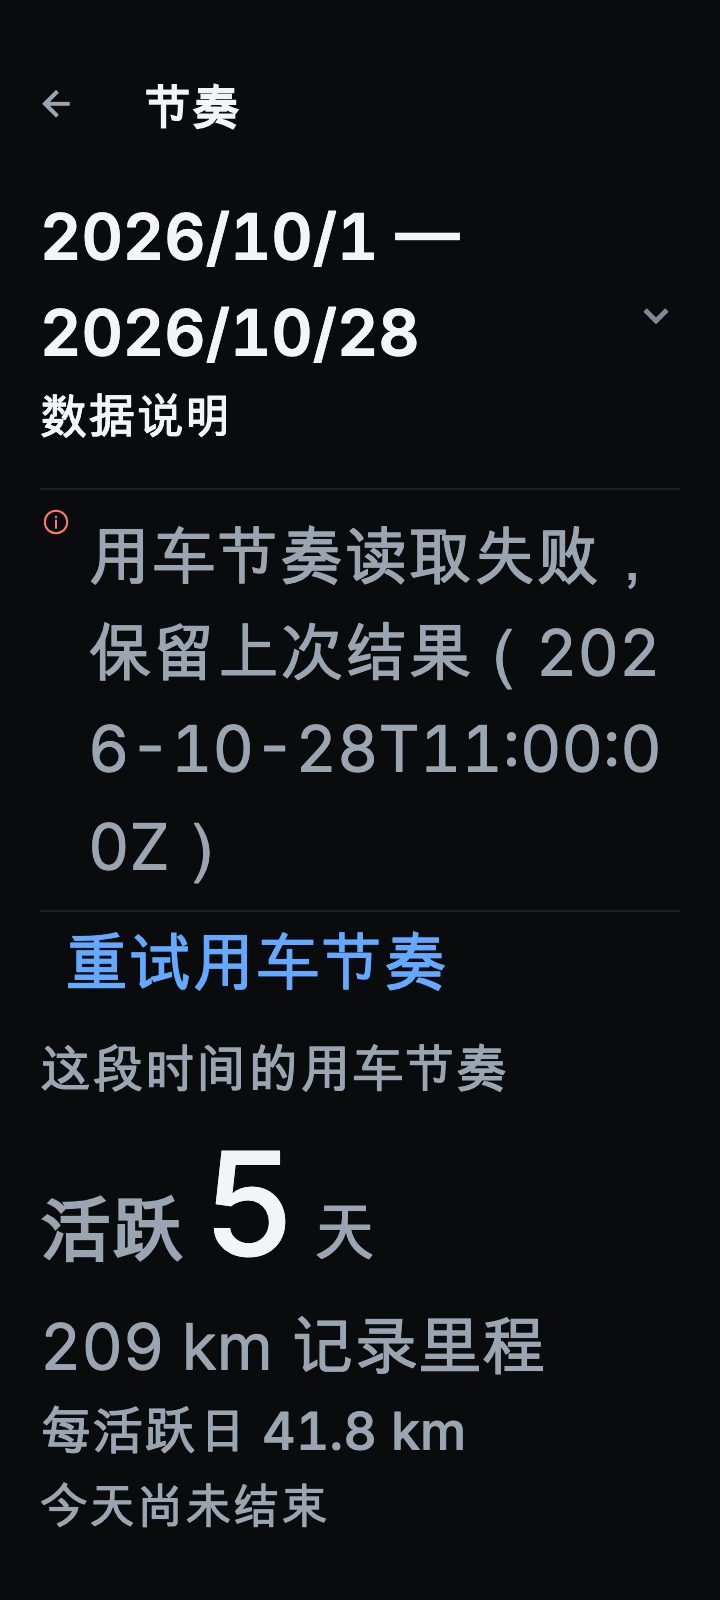 节奏
2026/10/1 —
2026/10/28
数据说明
用车节奏读取失败，
保留上次结果（202
6-10-28T11:00:0
0Z）
重试用车节奏
这段时间的用车节奏
活跃 5 天
209 km 记录里程
每活跃日 41.8 km
今天尚未结束